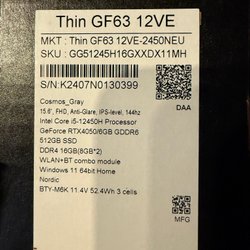 Thin GF63 12VE
MKT : Thin GF63 12VE-2450NEU
SKU : GG51245H16GXXDX11MH
S/N:K2407N0130399
Cosmos_Gray
15.6', FHD, Anti-Glare, IPS-level, 144hz
Intel Core i5-12450H Processor
GeForce RTX4050/6GB GDDR6
512GB SSD
DDR4 16GB(8GB*2)
WLAN+BT combo module
Windows 11 64bit Home
Nordic
BTY-M6K 11.4V 52.4Wh 3 cells
DAA
MFG